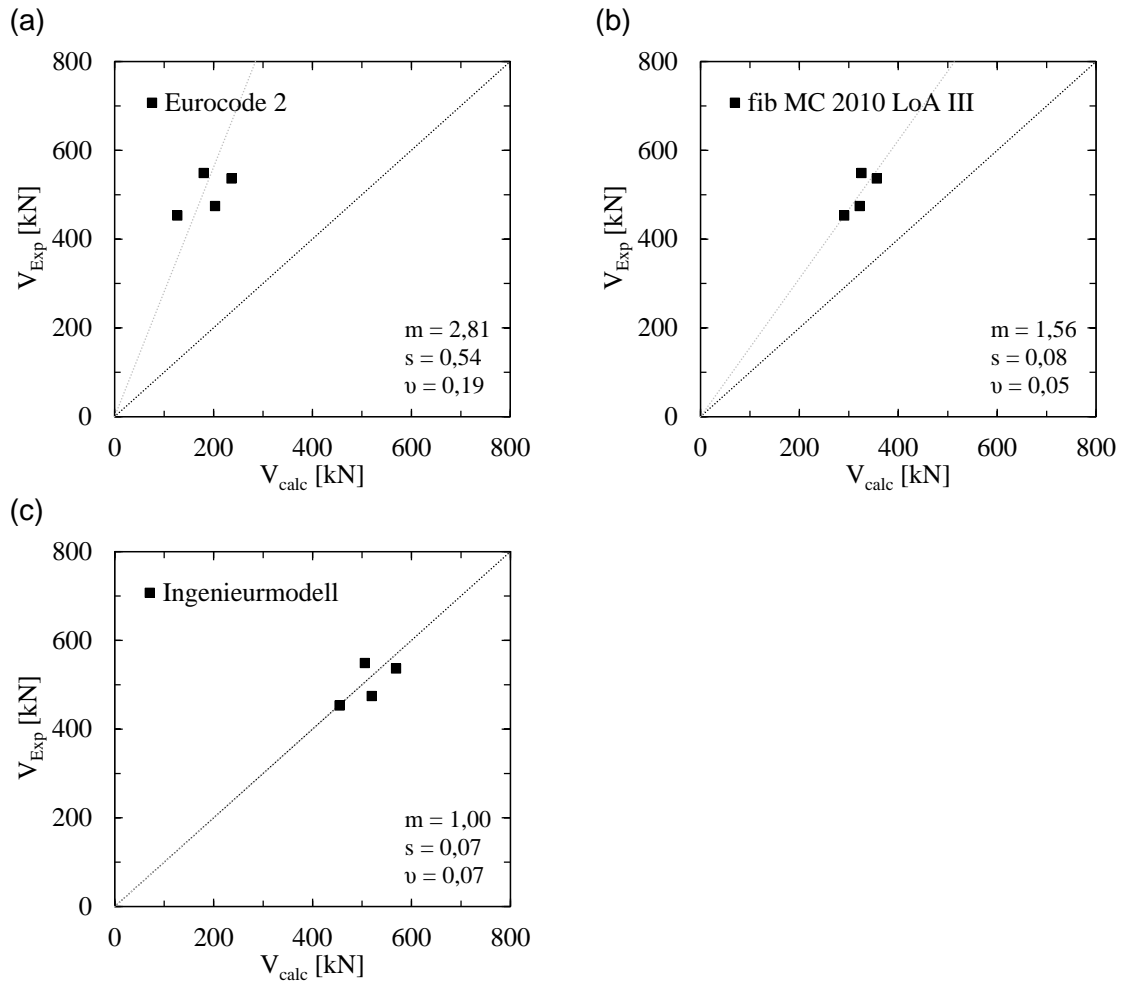 (a)
800
600
400
200
0
V_Exp [kN]
■ Eurocode 2
m = 2,81
s = 0,54
υ = 0,19
0 200 400 600 800
V_calc [kN]
(b)
800
600
400
200
0
V_Exp [kN]
■ fib MC 2010 LoA III
m = 1,56
s = 0,08
υ = 0,05
0 200 400 600 800
V_calc [kN]
(c)
800
600
400
200
0
V_Exp [kN]
■ Ingenieurmodell
m = 1,00
s = 0,07
υ = 0,07
0 200 400 600 800
V_calc [kN]